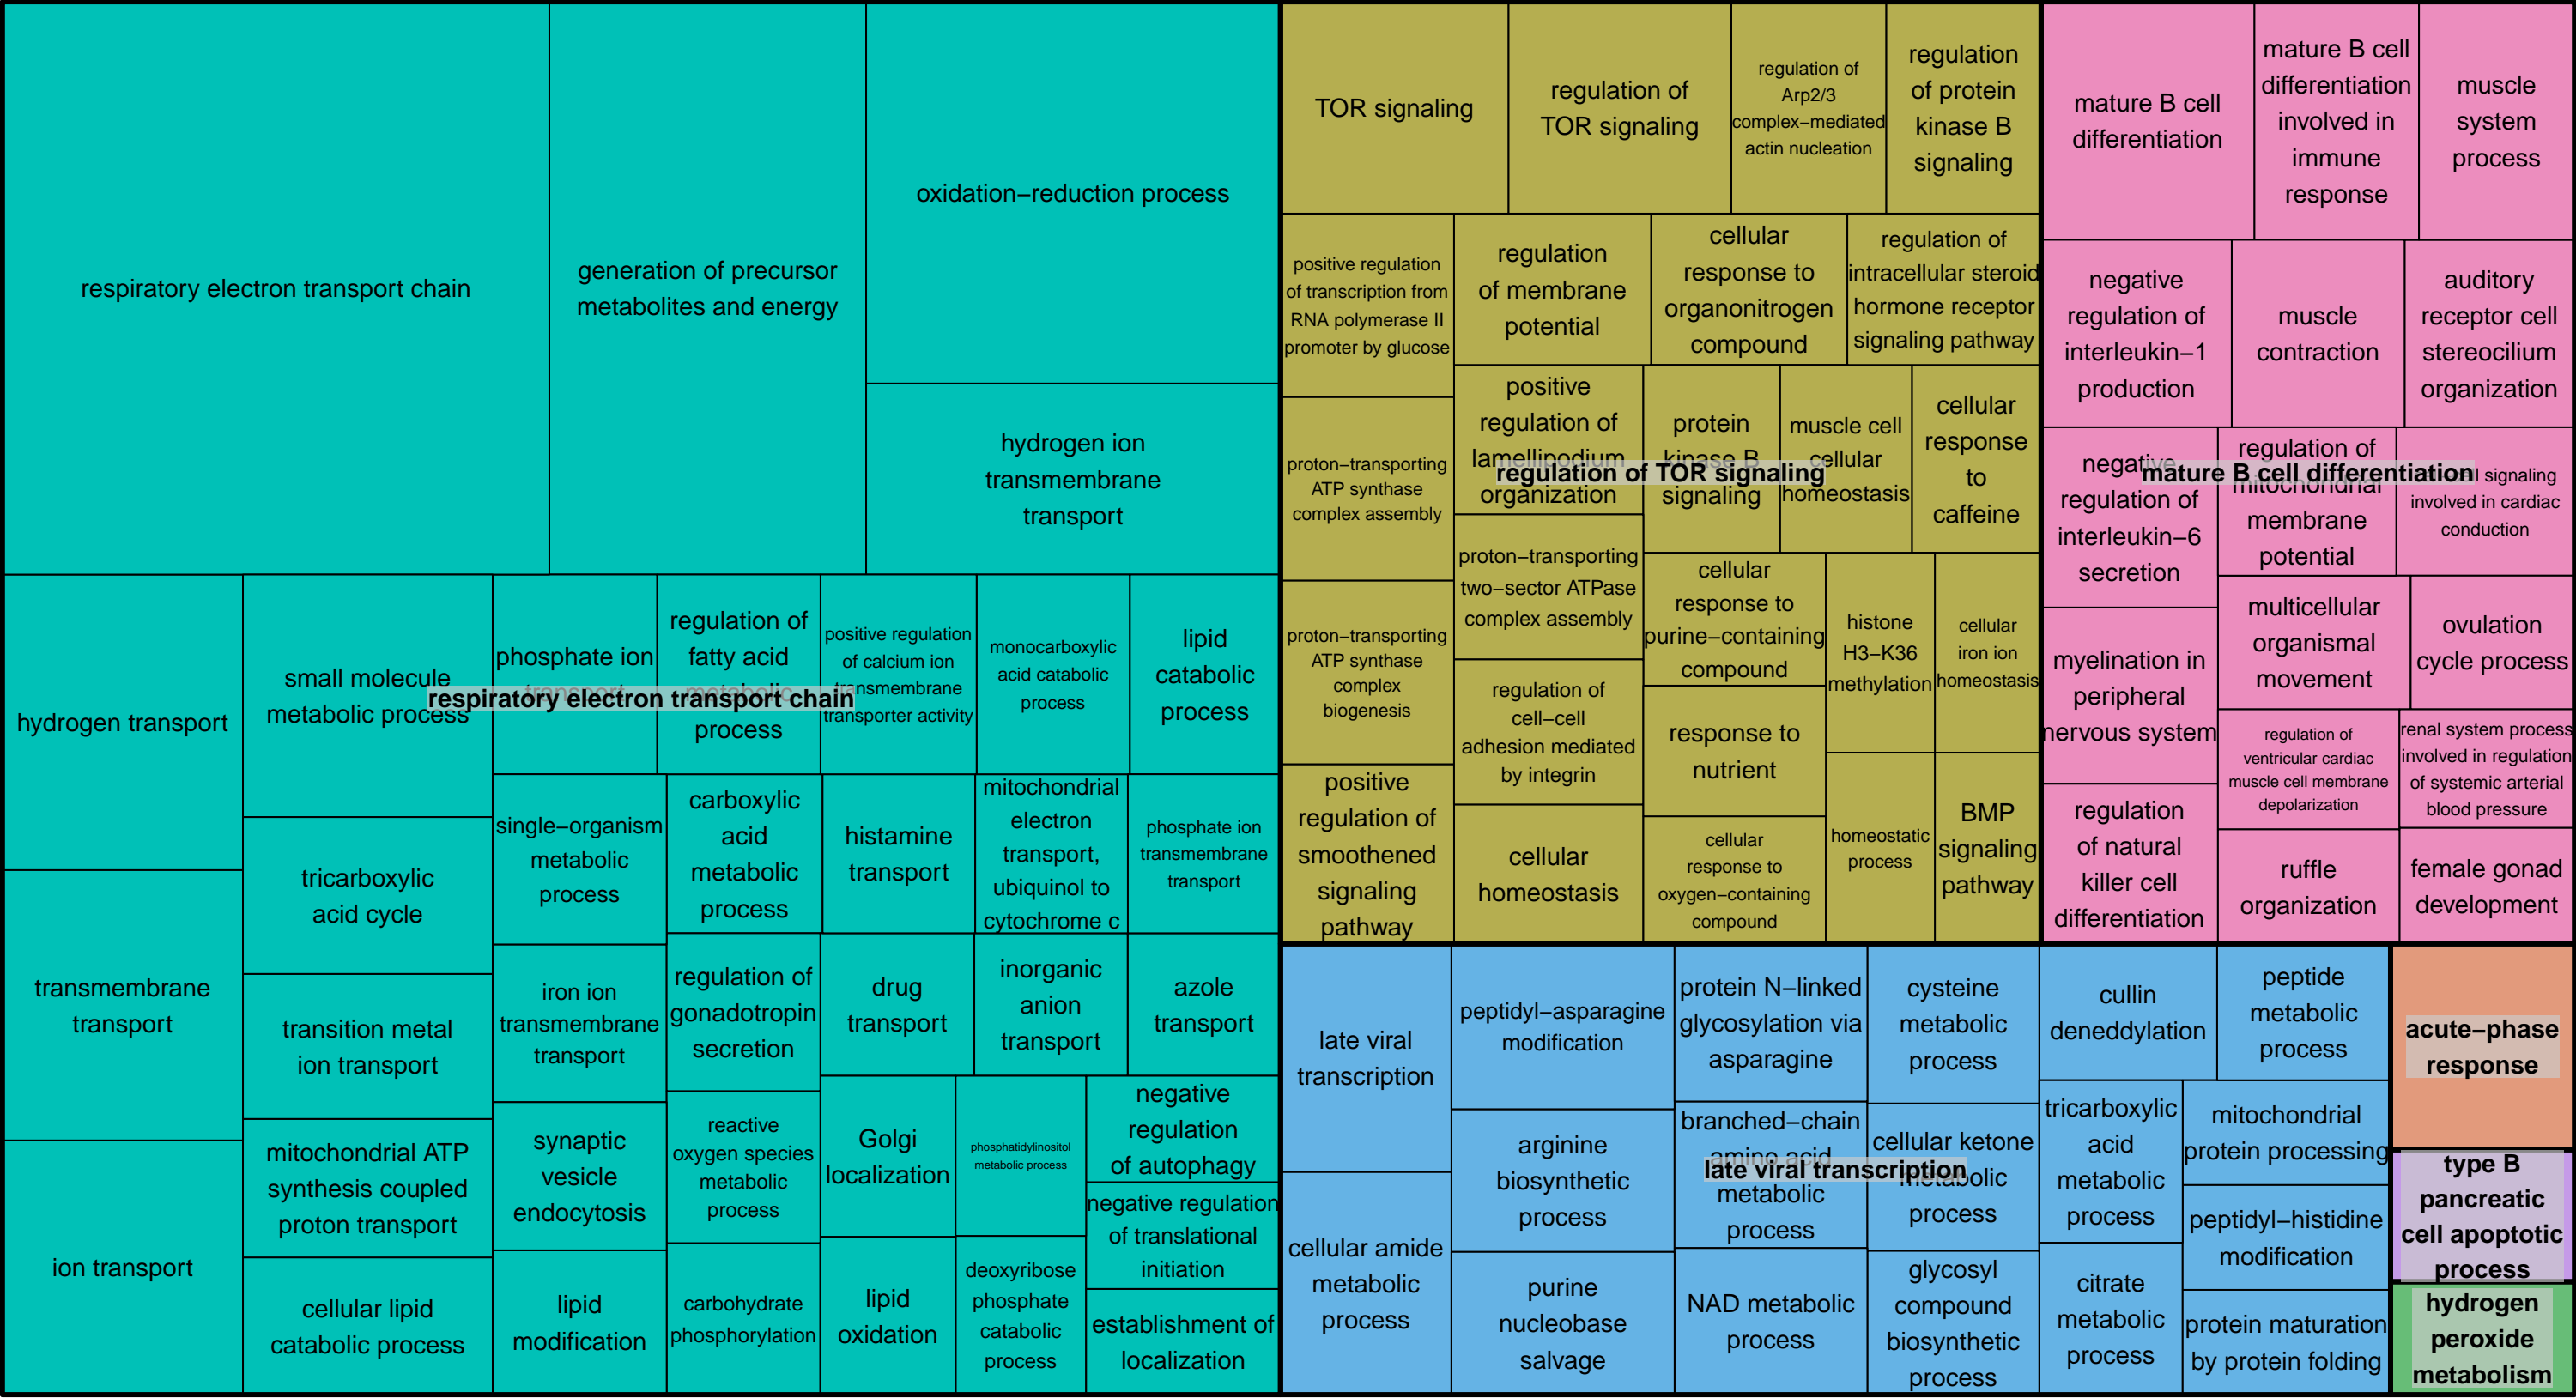 respiratory electron transport chain
generation of precursor
metabolites and energy
oxidation−reduction process
hydrogen ion
transmembrane
transport
hydrogen transport
transmembrane
transport
ion transport
small molecule
metabolic process
tricarboxylic
acid cycle
transition metal
ion transport
mitochondrial ATP
synthesis coupled
proton transport
cellular lipid
catabolic process
phosphate ion
transport
regulation of
fatty acid
metabolic
process
positive regulation
of calcium ion
transmembrane
transporter activity
monocarboxylic
acid catabolic
process
lipid
catabolic
process
respiratory electron transport chain
single−organism
metabolic
process
carboxylic
acid
metabolic
process
histamine
transport
mitochondrial
electron
transport,
ubiquinol to
cytochrome c
phosphate ion
transmembrane
transport
iron ion
transmembrane
transport
regulation of
gonadotropin
secretion
drug
transport
inorganic
anion
transport
azole
transport
synaptic
vesicle
endocytosis
reactive
oxygen species
metabolic
process
Golgi
localization
phosphatidylinositol
metabolic process
negative
regulation
of autophagy
negative regulation
of translational
initiation
lipid
modification
carbohydrate
phosphorylation
lipid
oxidation
deoxyribose
phosphate
catabolic
process
establishment of
localization
TOR signaling
regulation of
TOR signaling
regulation of
Arp2/3
complex−mediated
actin nucleation
regulation
of protein
kinase B
signaling
positive regulation
of transcription from
RNA polymerase II
promoter by glucose
regulation
of membrane
potential
cellular
response to
organonitrogen
compound
regulation of
intracellular steroid
hormone receptor
signaling pathway
proton−transporting
ATP synthase
complex assembly
positive
regulation of
lamellipodium
organization
protein
kinase B
signaling
muscle cell
cellular
homeostasis
cellular
response
to
caffeine
regulation of TOR signaling
proton−transporting
ATP synthase
complex
biogenesis
proton−transporting
two−sector ATPase
complex assembly
cellular
response to
purine−containing
compound
histone
H3−K36
methylation
cellular
iron ion
homeostasis
regulation of
cell−cell
adhesion mediated
by integrin
response to
nutrient
positive
regulation of
smoothened
signaling
pathway
cellular
homeostasis
cellular
response to
oxygen−containing
compound
homeostatic
process
BMP
signaling
pathway
mature B cell
differentiation
mature B cell
differentiation
involved in
immune
response
muscle
system
process
negative
regulation of
interleukin−1
production
muscle
contraction
auditory
receptor cell
stereocilium
organization
negative
regulation of
interleukin−6
secretion
regulation of
mitochondrial
membrane
potential
signaling
involved in cardiac
conduction
mature B cell differentiation
myelination in
peripheral
nervous system
multicellular
organismal
movement
ovulation
cycle process
regulation of
ventricular cardiac
muscle cell membrane
depolarization
renal system process
involved in regulation
of systemic arterial
blood pressure
regulation
of natural
killer cell
differentiation
ruffle
organization
female gonad
development
late viral
transcription
cellular amide
metabolic
process
peptidyl−asparagine
modification
arginine
biosynthetic
process
purine
nucleobase
salvage
protein N−linked
glycosylation via
asparagine
branched−chain
amino acid
metabolic
process
NAD metabolic
process
cysteine
metabolic
process
cellular ketone
metabolic
process
glycosyl
compound
biosynthetic
process
late viral transcription
cullin
deneddylation
peptide
metabolic
process
tricarboxylic
acid
metabolic
process
mitochondrial
protein processing
peptidyl−histidine
modification
citrate
metabolic
process
protein maturation
by protein folding
acute−phase
response
type B
pancreatic
cell apoptotic
process
hydrogen
peroxide
metabolism